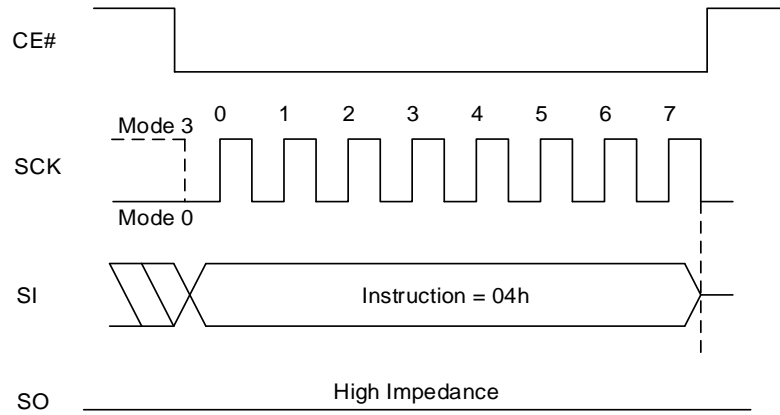 CE#
0 1 2 3 4 5 6 7
Mode 3
SCK
Mode 0
SI
Instruction = 04h
High Impedance
SO